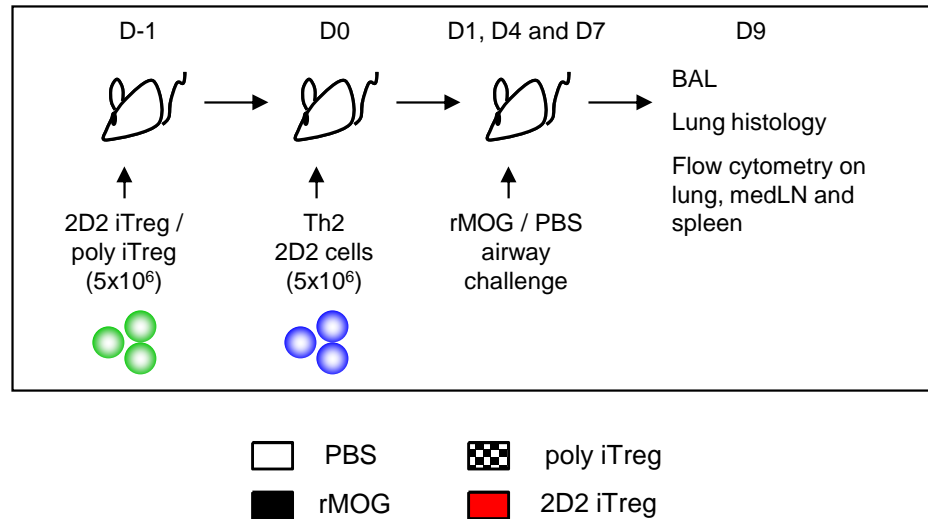 D-1
D0
D1, D4 and D7
D9
2D2 iTreg /
poly iTreg
(5x10⁶)
Th2
2D2 cells
(5x10⁶)
rMOG / PBS
airway
challenge
BAL
Lung histology
Flow cytometry on
lung, medLN and
spleen
PBS
poly iTreg
rMOG
2D2 iTreg